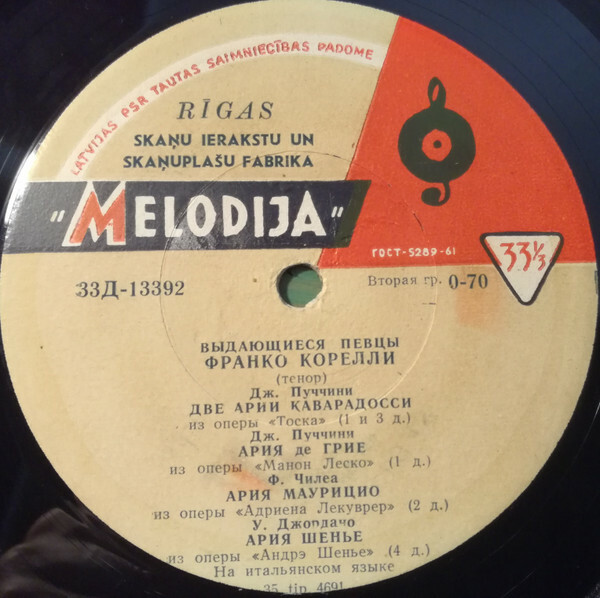 LATVIJAS PSR TAUTAS SAIMNIECĪBAS PADOME
RĪGAS
SKAŅU IERAKSTU UN
SKAŅUPLAŠU FABRIKA
"MELODIJA"
ГОСТ-5289-61
33⅓
33Д-13392
Вторая гр. 0-70
ВЫДАЮЩИЕСЯ ПЕВЦЫ
ФРАНКО КОРЕЛЛИ
(тенор)
Дж. Пуччини
ДВЕ АРИИ КАВАРАДОССИ
из оперы «Тоска» (1 и 3 д.)
Дж. Пуччини
АРИЯ де ГРИЕ
из оперы «Манон Леско» (1 д.)
Ф. Чилеа
АРИЯ МАУРИЦИО
из оперы «Адриена Лекуврер» (2 д.)
У. Джордано
АРИЯ ШЕНЬЕ
из оперы «Андрэ Шенье» (4 д.)
На итальянском языке
35 tip 4691